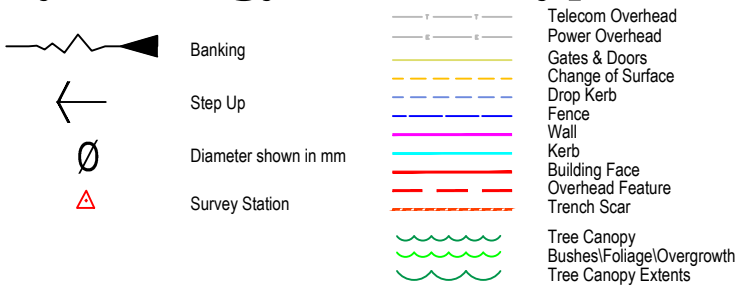 Banking
Step Up
Ø
Diameter shown in mm
Survey Station
T T
Telecom Overhead
E E
Power Overhead
Gates & Doors
Change of Surface
Drop Kerb
Fence
Wall
Kerb
Building Face
Overhead Feature
Trench Scar
Tree Canopy
Bushes\Foliage\Overgrowth
Tree Canopy Extents